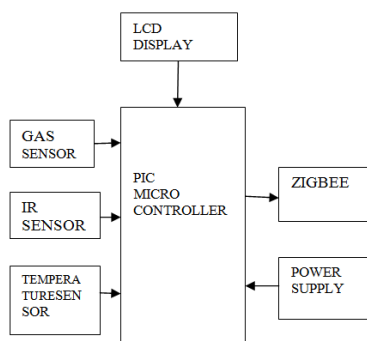 LCD
DISPLAY
GAS
SENSOR
IR
SENSOR
TEMPERA
TURESEN
SOR
PIC
MICRO
CONTROLLER
ZIGBEE
POWER
SUPPLY